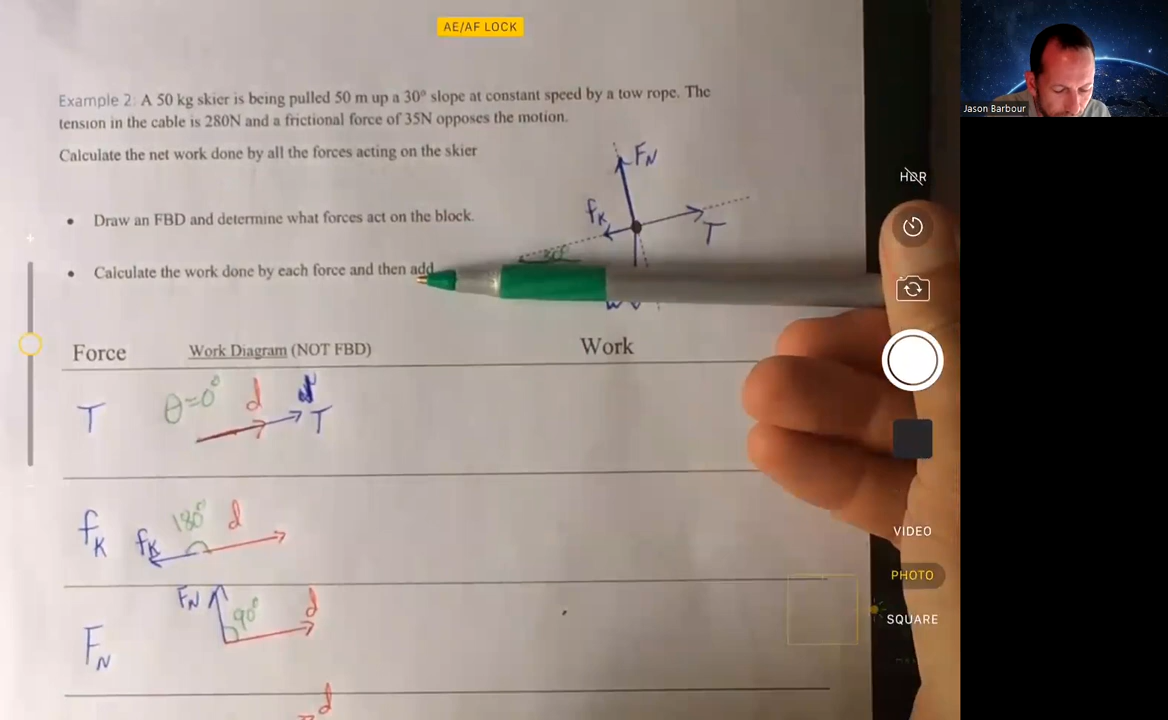 AE/AF LOCK
Example 2: A 50 kg skier is being pulled 50 m up a 30° slope at constant speed by a tow rope. The
tension in the cable is 280N and a frictional force of 35N opposes the motion.
Calculate the net work done by all the forces acting on the skier
FN
fK
T
30°
• Draw an FBD and determine what forces act on the block.
• Calculate the work done by each force and then add
Force Work Diagram (NOT FBD) Work
T θ=0° d T
fK fK 180° d
FN FN 90° d
d
Jason Barbour
HDR
VIDEO
PHOTO
SQUARE